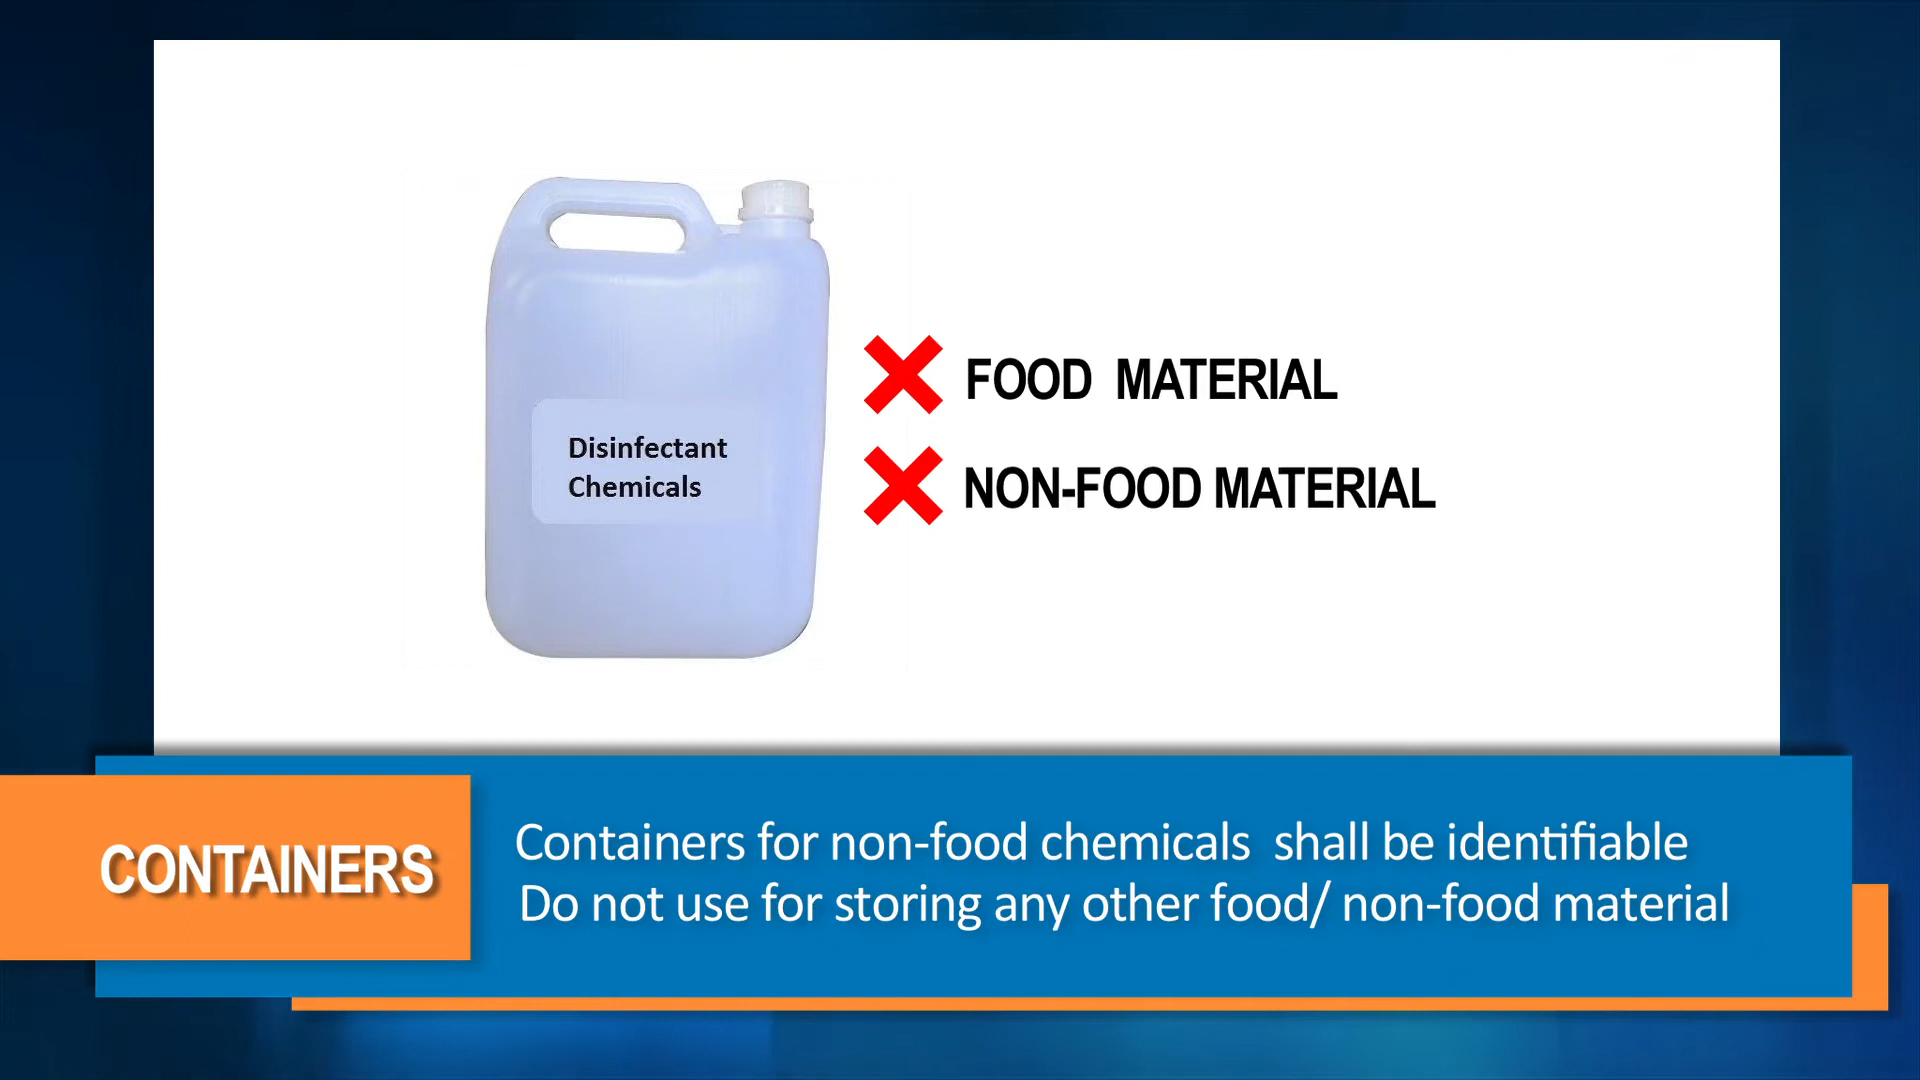 Disinfectant
Chemicals
FOOD MATERIAL
NON-FOOD MATERIAL
CONTAINERS
Containers for non-food chemicals shall be identifiable
Do not use for storing any other food/ non-food material